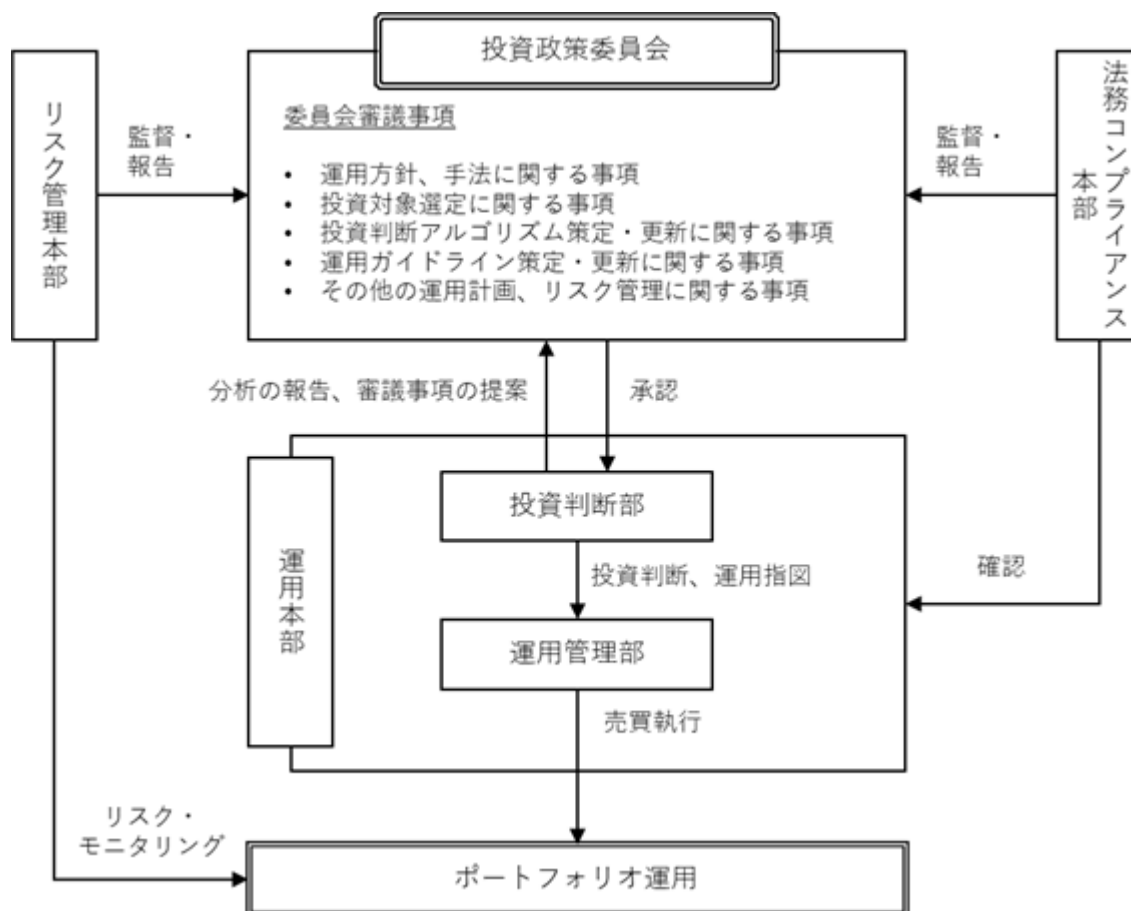 投資政策委員会
リスク管理本部
監督・
報告
委員会審議事項
• 運用方針、手法に関する事項
• 投資対象選定に関する事項
• 投資判断アルゴリズム策定・更新に関する事項
• 運用ガイドライン策定・更新に関する事項
• その他の運用計画、リスク管理に関する事項
監督・
報告
法務コンプライアンス
本部
分析の報告、審議事項の提案
承認
運用本部
投資判断部
投資判断、運用指図
運用管理部
売買執行
確認
リスク・
モニタリング
ポートフォリオ運用